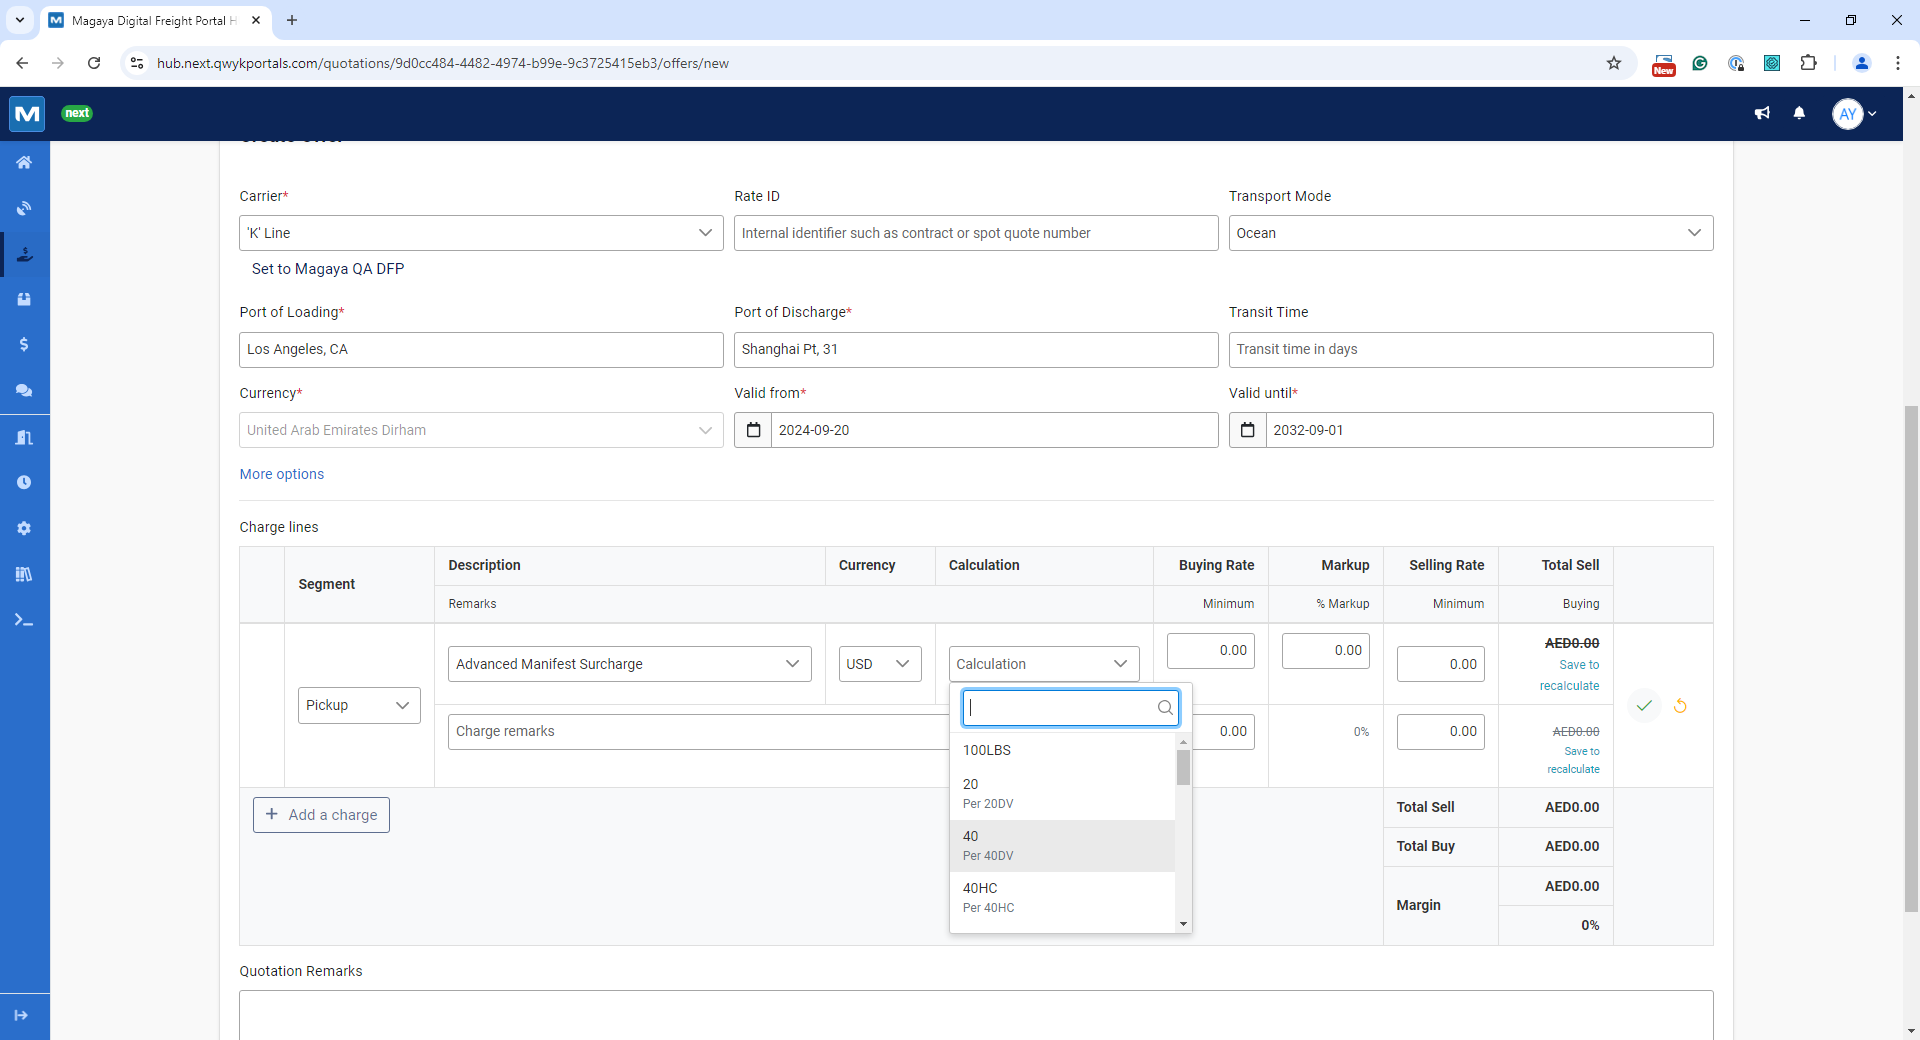 Magaya Digital Freight Portal H
hub.next.qwykportals.com/quotations/9d0cc484-4482-4974-b99e-9c3725415eb3/offers/new
New
next
AY
Create Offer
Carrier*
Rate ID
Transport Mode
'K' Line
Internal identifier such as contract or spot quote number
Ocean
Set to Magaya QA DFP
Port of Loading*
Port of Discharge*
Transit Time
Los Angeles, CA
Shanghai Pt, 31
Transit time in days
Currency*
Valid from*
Valid until*
United Arab Emirates Dirham
2024-09-20
2032-09-01
More options
Charge lines
Segment
Description
Currency
Calculation
Buying Rate
Markup
Selling Rate
Total Sell
Remarks
Minimum
% Markup
Minimum
Buying
Pickup
Advanced Manifest Surcharge
USD
Calculation
0.00
0.00
0.00
AED0.00
Save to
recalculate
Charge remarks
0.00
0%
0.00
AED0.00
Save to
recalculate
100LBS
20
Per 20DV
40
Per 40DV
40HC
Per 40HC
+ Add a charge
Total Sell
AED0.00
Total Buy
AED0.00
Margin
AED0.00
0%
Quotation Remarks